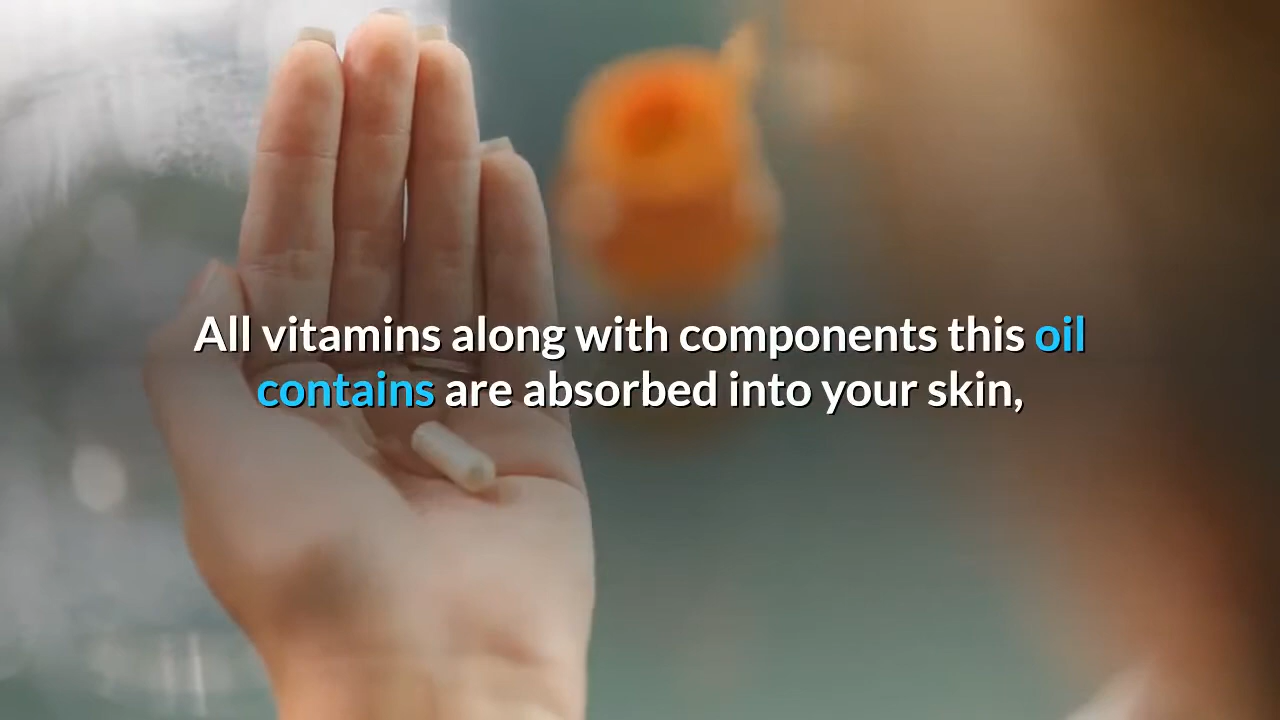 All vitamins along with components this oil
contains are absorbed into your skin,